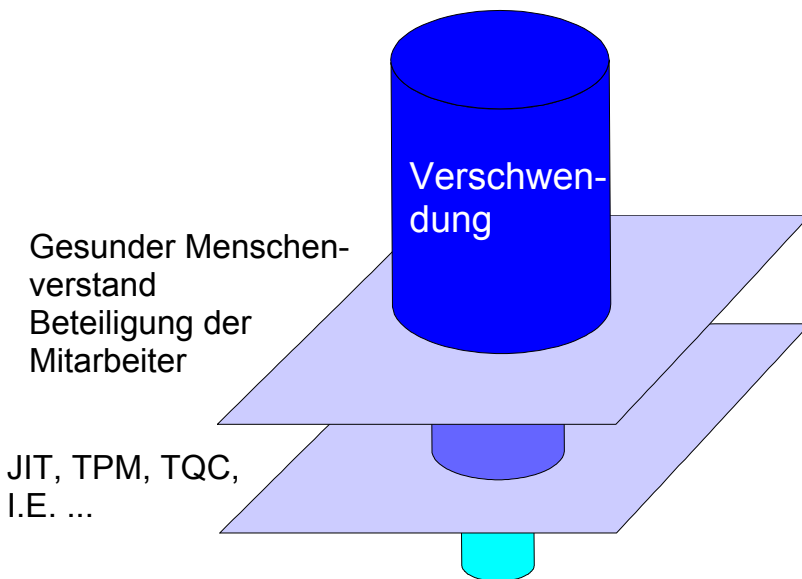 Verschwen-
dung
Gesunder Menschen-
verstand
Beteiligung der
Mitarbeiter
JIT, TPM, TQC,
I.E. ...